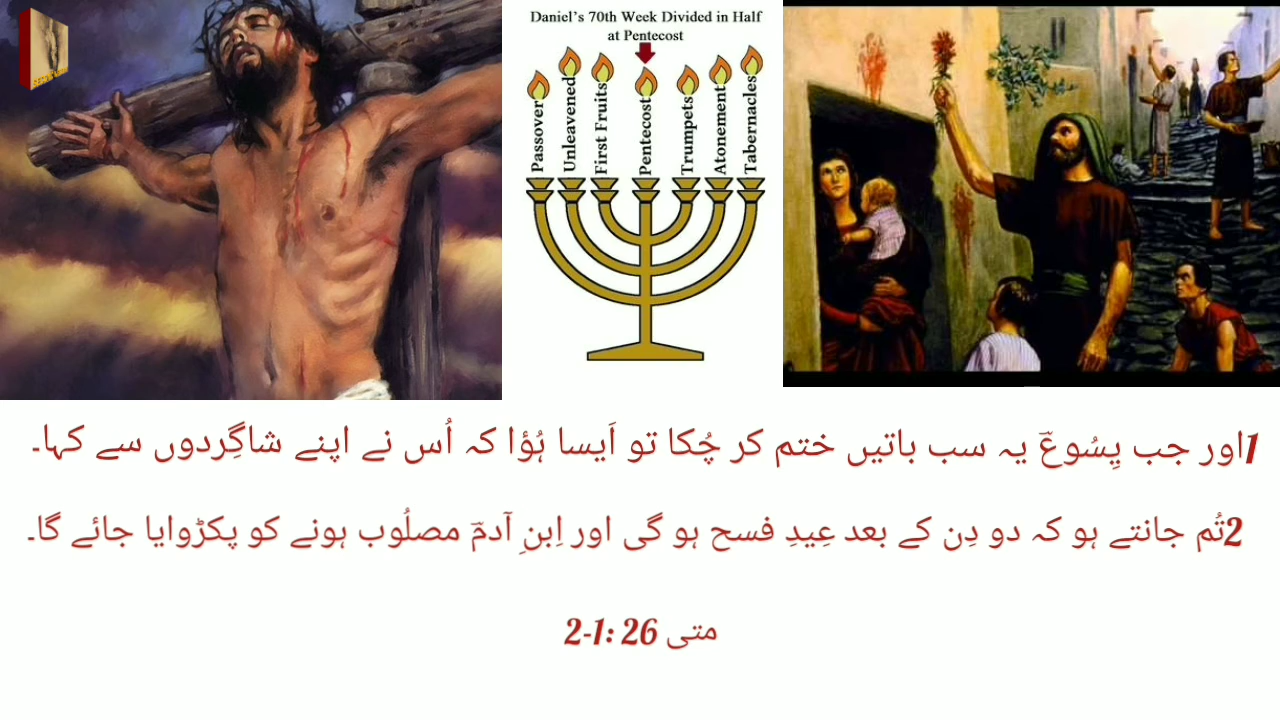 Daniel's 70th Week Divided in Half
at Pentecost
Passover
Unleavened
First Fruits
Pentecost
Trumpets
Atonement
Tabernacles
1اور جب یِسُوعؔ یہ سب باتیں ختم کر چُکا تو اَیسا ہُؤا کہ اُس نے اپنے شاگِردوں سے کہا۔
2تُم جانتے ہو کہ دو دِن کے بعد عِیدِ فسح ہو گی اور اِبنِ آدمؔ مصلُوب ہونے کو پکڑوایا جائے گا۔
متی 26 :1-2